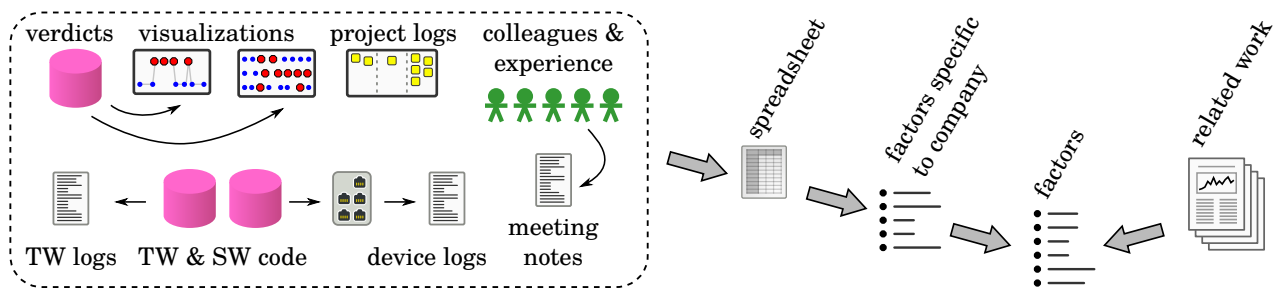 verdicts
visualizations
project logs
colleagues &
experience
TW logs
TW & SW code
device logs
meeting
notes
spreadsheet
factors specific
to company
factors
related work